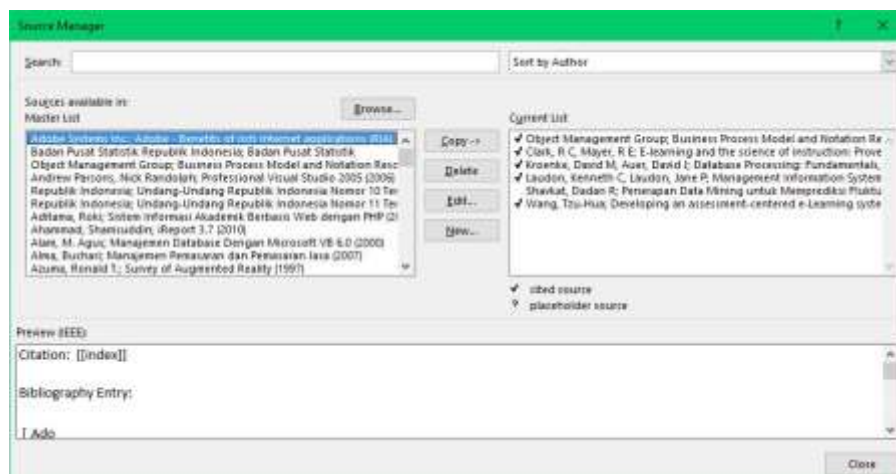 Source Manager
? ×
Search:
Sort by Author
Sources available in:
Master List
Browse...
Current List
Adobe Systems Inc.; Adobe - Benefits of rich internet applications (RIA)
Badan Pusat Statistik Republik Indonesia; Badan Pusat Statistik
Object Management Group; Business Process Model and Notation Reso
Andrew Parsons, Nick Randolph; Professional Visual Studio 2005 (2006)
Republik Indonesia; Undang-Undang Republik Indonesia Nomor 10 Ten
Republik Indonesia; Undang-Undang Republik Indonesia Nomor 11 Ten
Aditama, Roki; Sistem Informasi Akademik Berbasis Web dengan PHP (2
Ahammad, Shamsuddin; iReport 3.7 (2010)
Alam, M. Agus; Manajemen Database Dengan Microsoft VB 6.0 (2000)
Alma, Buchari; Manajemen Pemasaran dan Pemasaran Jasa (2007)
Azuma, Ronald T.; Survey of Augmented Reality (1997)
Copy ->
Delete
Edit...
New...
✓ Object Management Group; Business Process Model and Notation Re
✓ Clark, R C, Mayer, R E; E-learning and the science of instruction: Prove
✓ Kroenke, David M, Auer, David J; Database Processing: Fundamentals,
✓ Laudon, Kenneth C, Laudon, Jane P; Management Information System
Shavkat, Dadan R; Penerapan Data Mining untuk Memprediksi Fluktu
✓ Wang, Tzu-Hua; Developing an assessment-centered e-Learning syste
✓ cited source
? placeholder source
Preview (IEEE):
Citation: [[index]]
Bibliography Entry:
[ Ado
Close